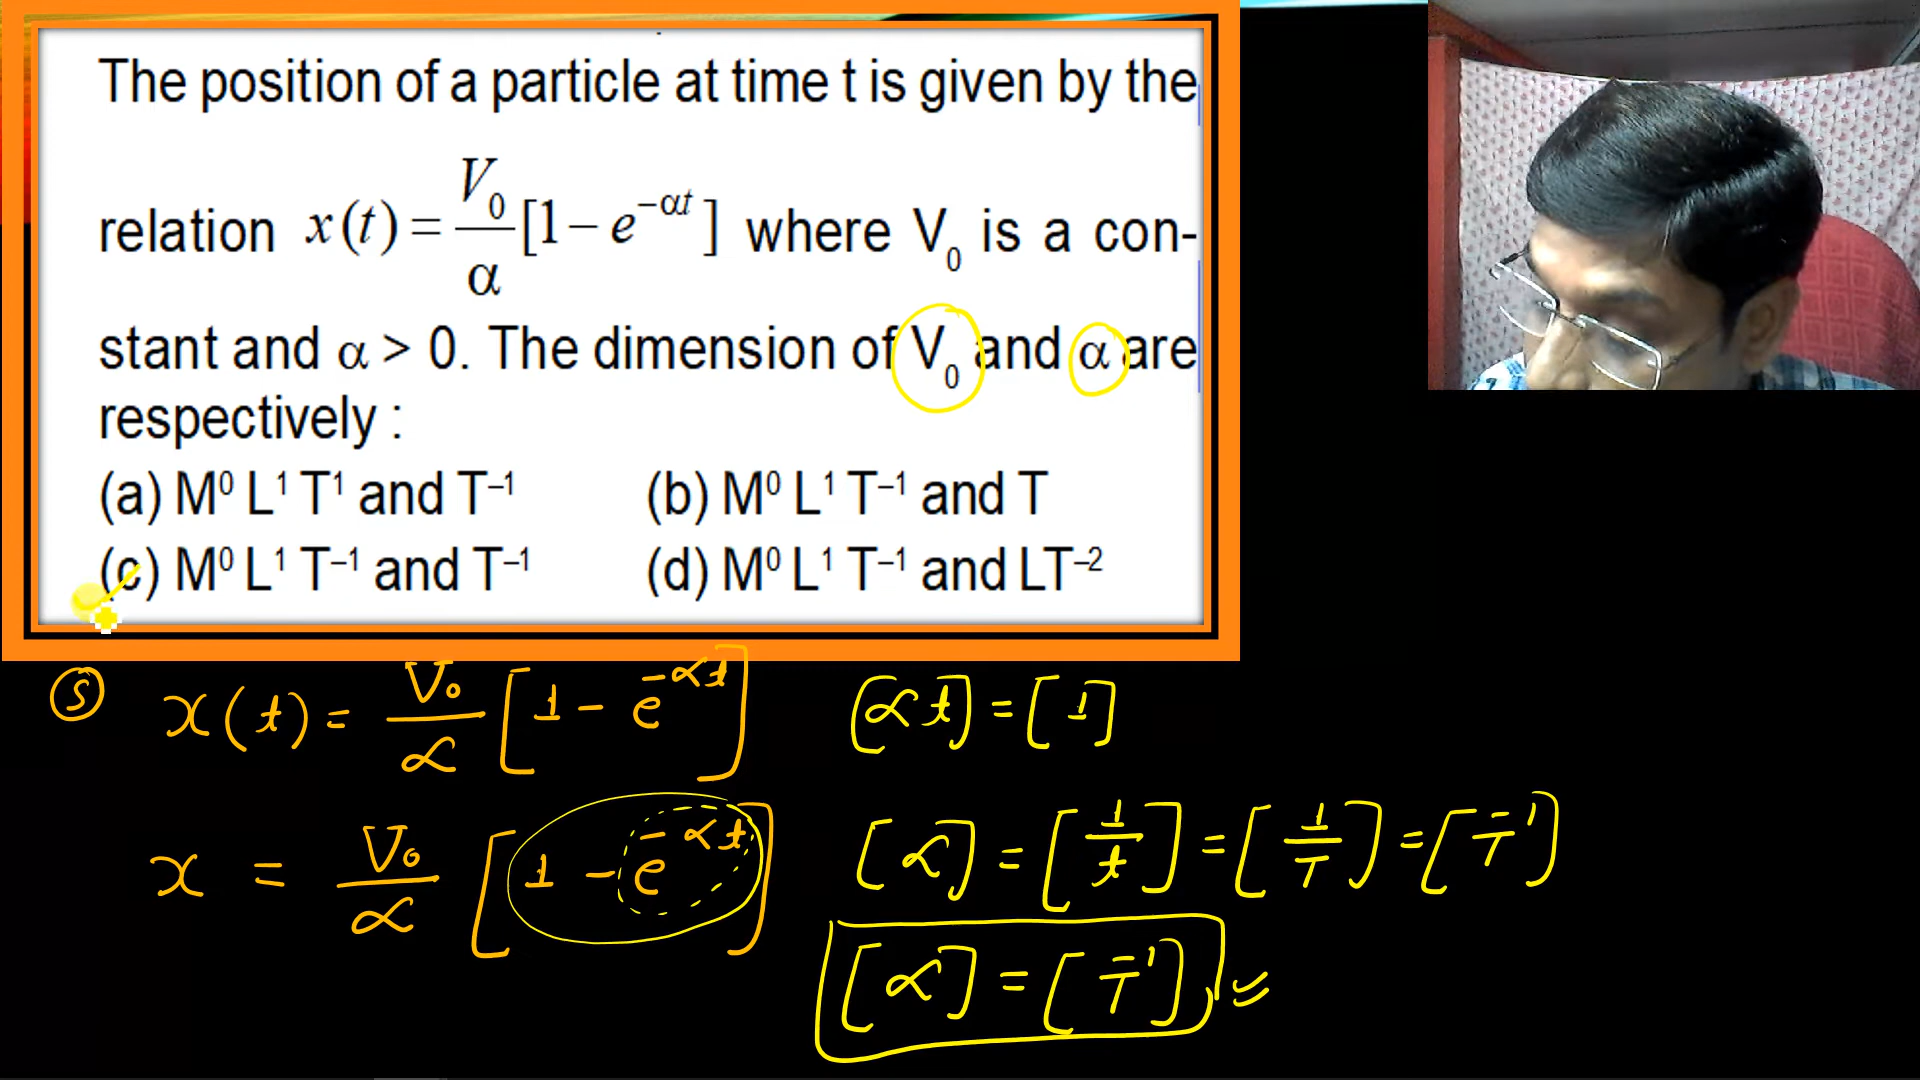 The position of a particle at time t is given by the
relation x(t) = V₀/α [1 − e^−αt] where V₀ is a con-
stant and α > 0. The dimension of V₀ and α are
respectively :
(a) M⁰ L¹ T¹ and T⁻¹ (b) M⁰ L¹ T⁻¹ and T
(c) M⁰ L¹ T⁻¹ and T⁻¹ (d) M⁰ L¹ T⁻¹ and LT⁻²
Ⓢ x(t) = V₀/α [1 − e^−αt] [αt] = [1]
x = V₀/α [1 − e^−αt] [α] = [1/t] = [1/T] = [T⁻¹]
[α] = [T⁻¹]